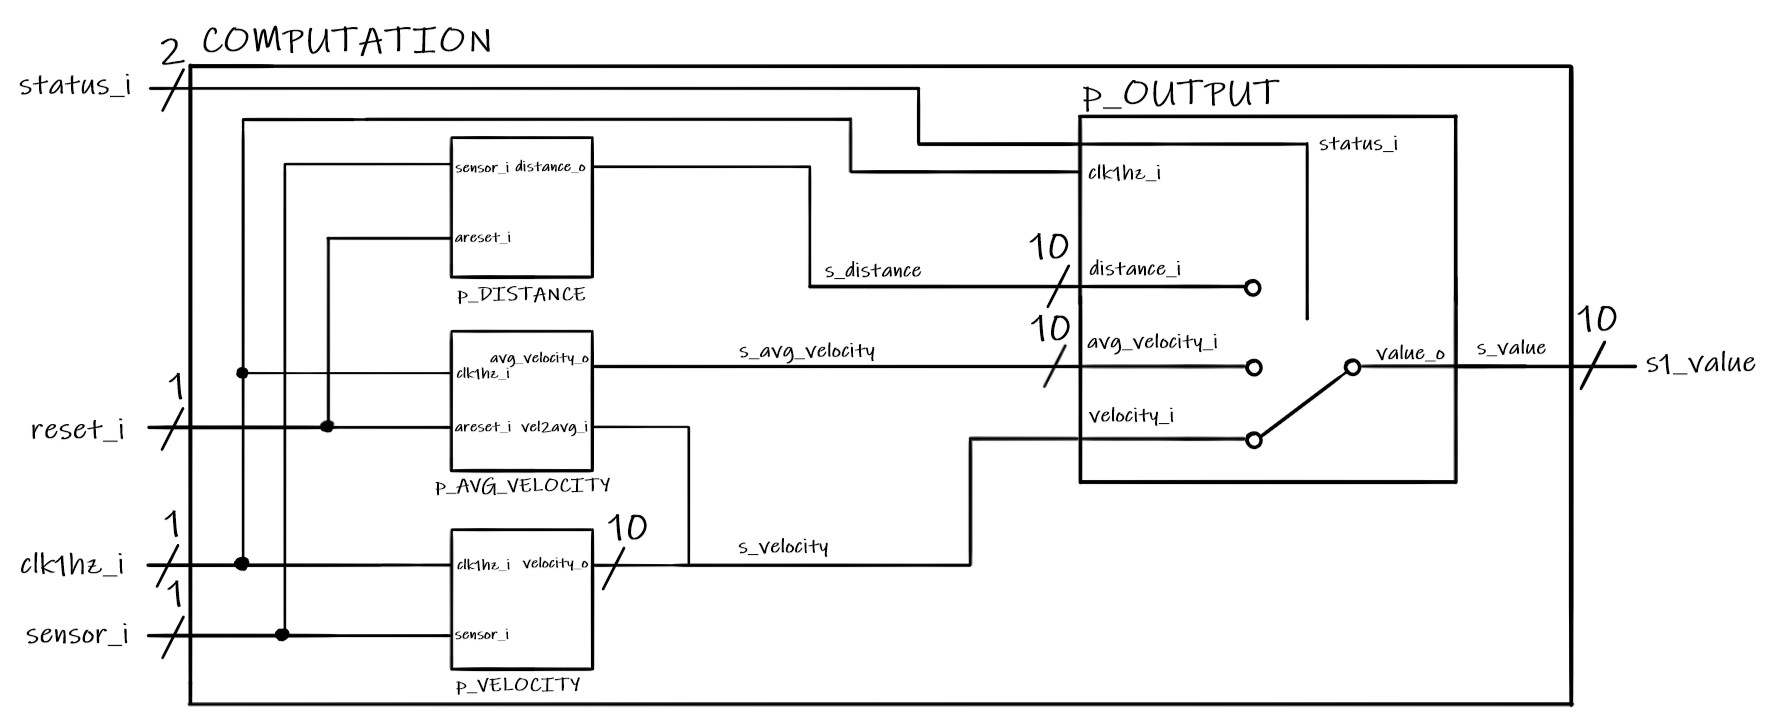 2
COMPUTATION
status_i
p_OUTPUT
status_i
clk1hz_i
sensor_i distance_o
areset_i
p_DISTANCE
s_distance
10
distance_i
10
s_avg_velocity
avg_velocity_i
avg_velocity_o
clk1hz_i
areset_i vel2avg_i
p_AVG_VELOCITY
value_o
s_value
10
s1_value
velocity_i
1
reset_i
1
clk1hz_i
clk1hz_i velocity_o
10
s_velocity
1
sensor_i
sensor_i
p_VELOCITY